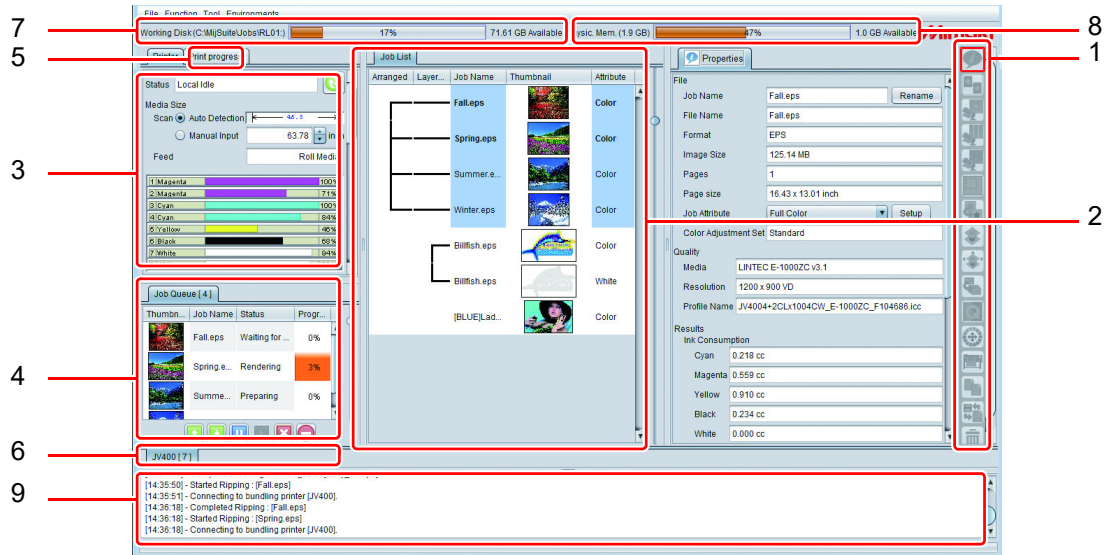 File Function Tool Environments
7
Working Disk (C:\MijSuite\Jobs\RL01:)
17%
71.61 GB Available
ysic. Mem. (1.9 GB)
47%
1.0 GB Available
8
5
Printer
Print progres
Job List
Properties
1
Status Local Idle
Media Size
Scan Auto Detection 46.5
Manual Input 63.78 in
Feed Roll Media
3
1 Magenta 100%
2 Magenta 71%
3 Cyan 100%
4 Cyan 84%
5 Yellow 46%
6 Black 68%
7 White 94%
Arranged Layer... Job Name Thumbnail Attribute
Fall.eps Color
Spring.eps Color
Summer.e... Color
Winter.eps Color
Billfish.eps Color
Billfish.eps White
[BLUE]Lad... Color
2
File
Job Name Fall.eps Rename
File Name Fall.eps
Format EPS
Image Size 125.14 MB
Pages 1
Page size 16.43 x 13.01 inch
Job Attribute Full Color Setup
Color Adjustment Set Standard
Quality
Media LINTEC E-1000ZC v3.1
Resolution 1200 x 900 VD
Profile Name JV4004+2CLx1004CW_E-1000ZC_F104686.icc
Results
Ink Consumption
Cyan 0.218 cc
Magenta 0.559 cc
Yellow 0.910 cc
Black 0.234 cc
White 0.000 cc
4
Job Queue [ 4 ]
Thumbn... Job Name Status Progr...
Fall.eps Waiting for ... 0%
Spring.e... Rendering 3%
Summe... Preparing 0%
6
JV400 [ 7 ]
9
[14:35:50] - Started Ripping : [Fall.eps]
[14:35:51] - Connecting to bundling printer [JV400].
[14:36:18] - Completed Ripping : [Fall.eps]
[14:36:18] - Started Ripping : [Spring.eps]
[14:36:18] - Connecting to bundling printer [JV400].